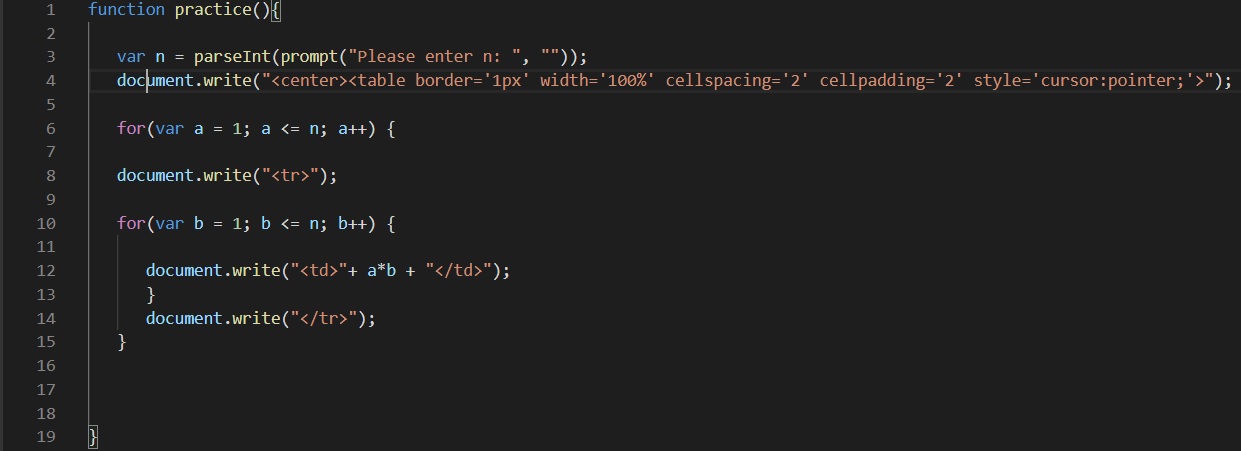 1 function practice(){
2
3 var n = parseInt(prompt("Please enter n: ", ""));
4 document.write("<center><table border='1px' width='100%' cellspacing='2' cellpadding='2' style='cursor:pointer;'>");
5
6 for(var a = 1; a <= n; a++) {
7
8 document.write("<tr>");
9
10 for(var b = 1; b <= n; b++) {
11
12 document.write("<td>"+ a*b + "</td>");
13 }
14 document.write("</tr>");
15 }
16
17
18
19 }